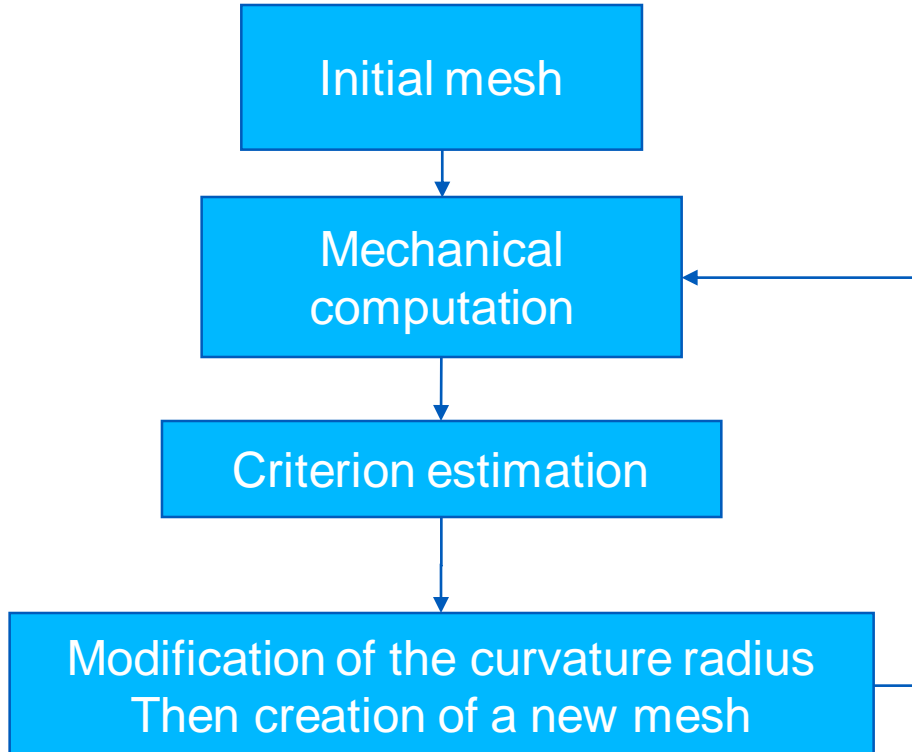 Initial mesh
Mechanical
computation
Criterion estimation
Modification of the curvature radius
Then creation of a new mesh